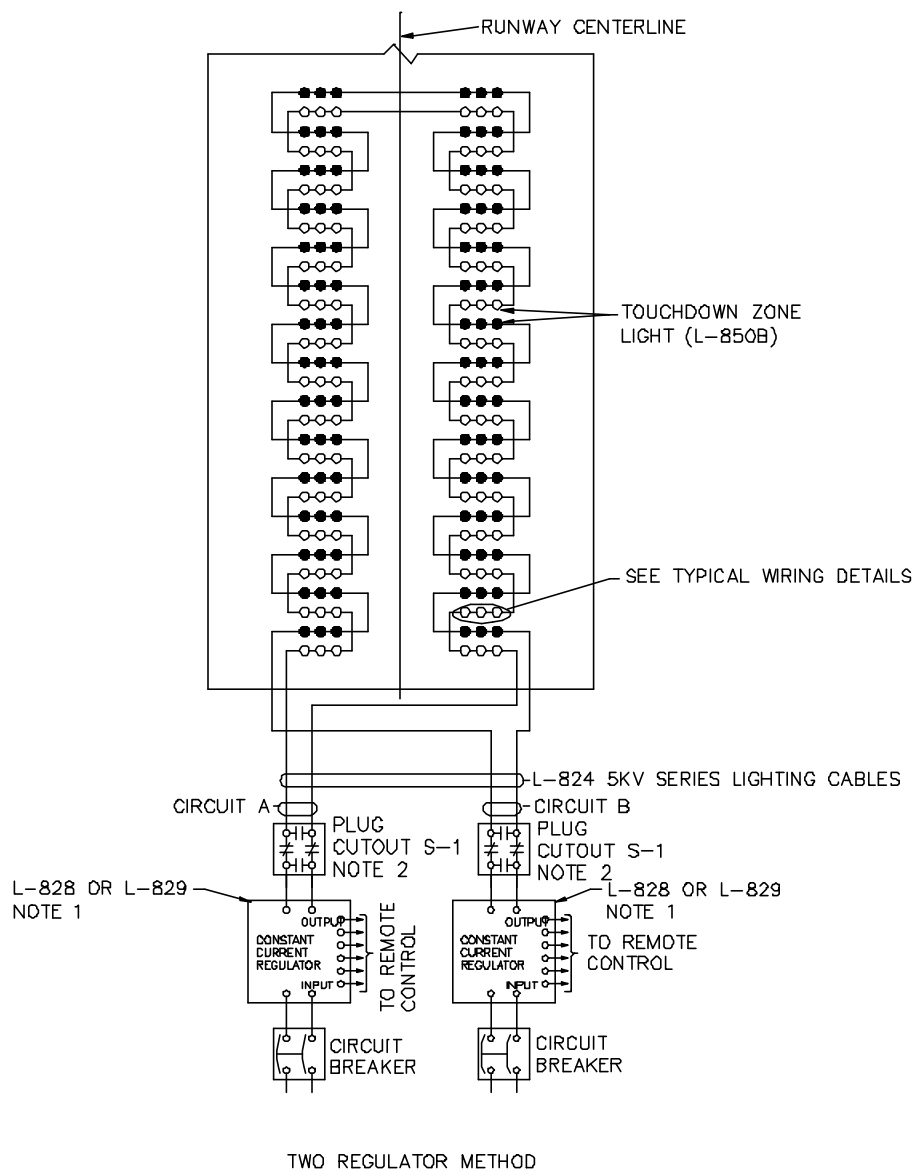 RUNWAY CENTERLINE
TOUCHDOWN ZONE
LIGHT (L-850B)
SEE TYPICAL WIRING DETAILS
L-824 5KV SERIES LIGHTING CABLES
CIRCUIT A
CIRCUIT B
PLUG
CUTOUT S-1
NOTE 2
PLUG
CUTOUT S-1
NOTE 2
L-828 OR L-829
NOTE 1
L-828 OR L-829
NOTE 1
OUTPUT
CONSTANT
CURRENT
REGULATOR
INPUT
TO REMOTE
CONTROL
OUTPUT
CONSTANT
CURRENT
REGULATOR
INPUT
TO REMOTE
CONTROL
CIRCUIT
BREAKER
CIRCUIT
BREAKER
TWO REGULATOR METHOD